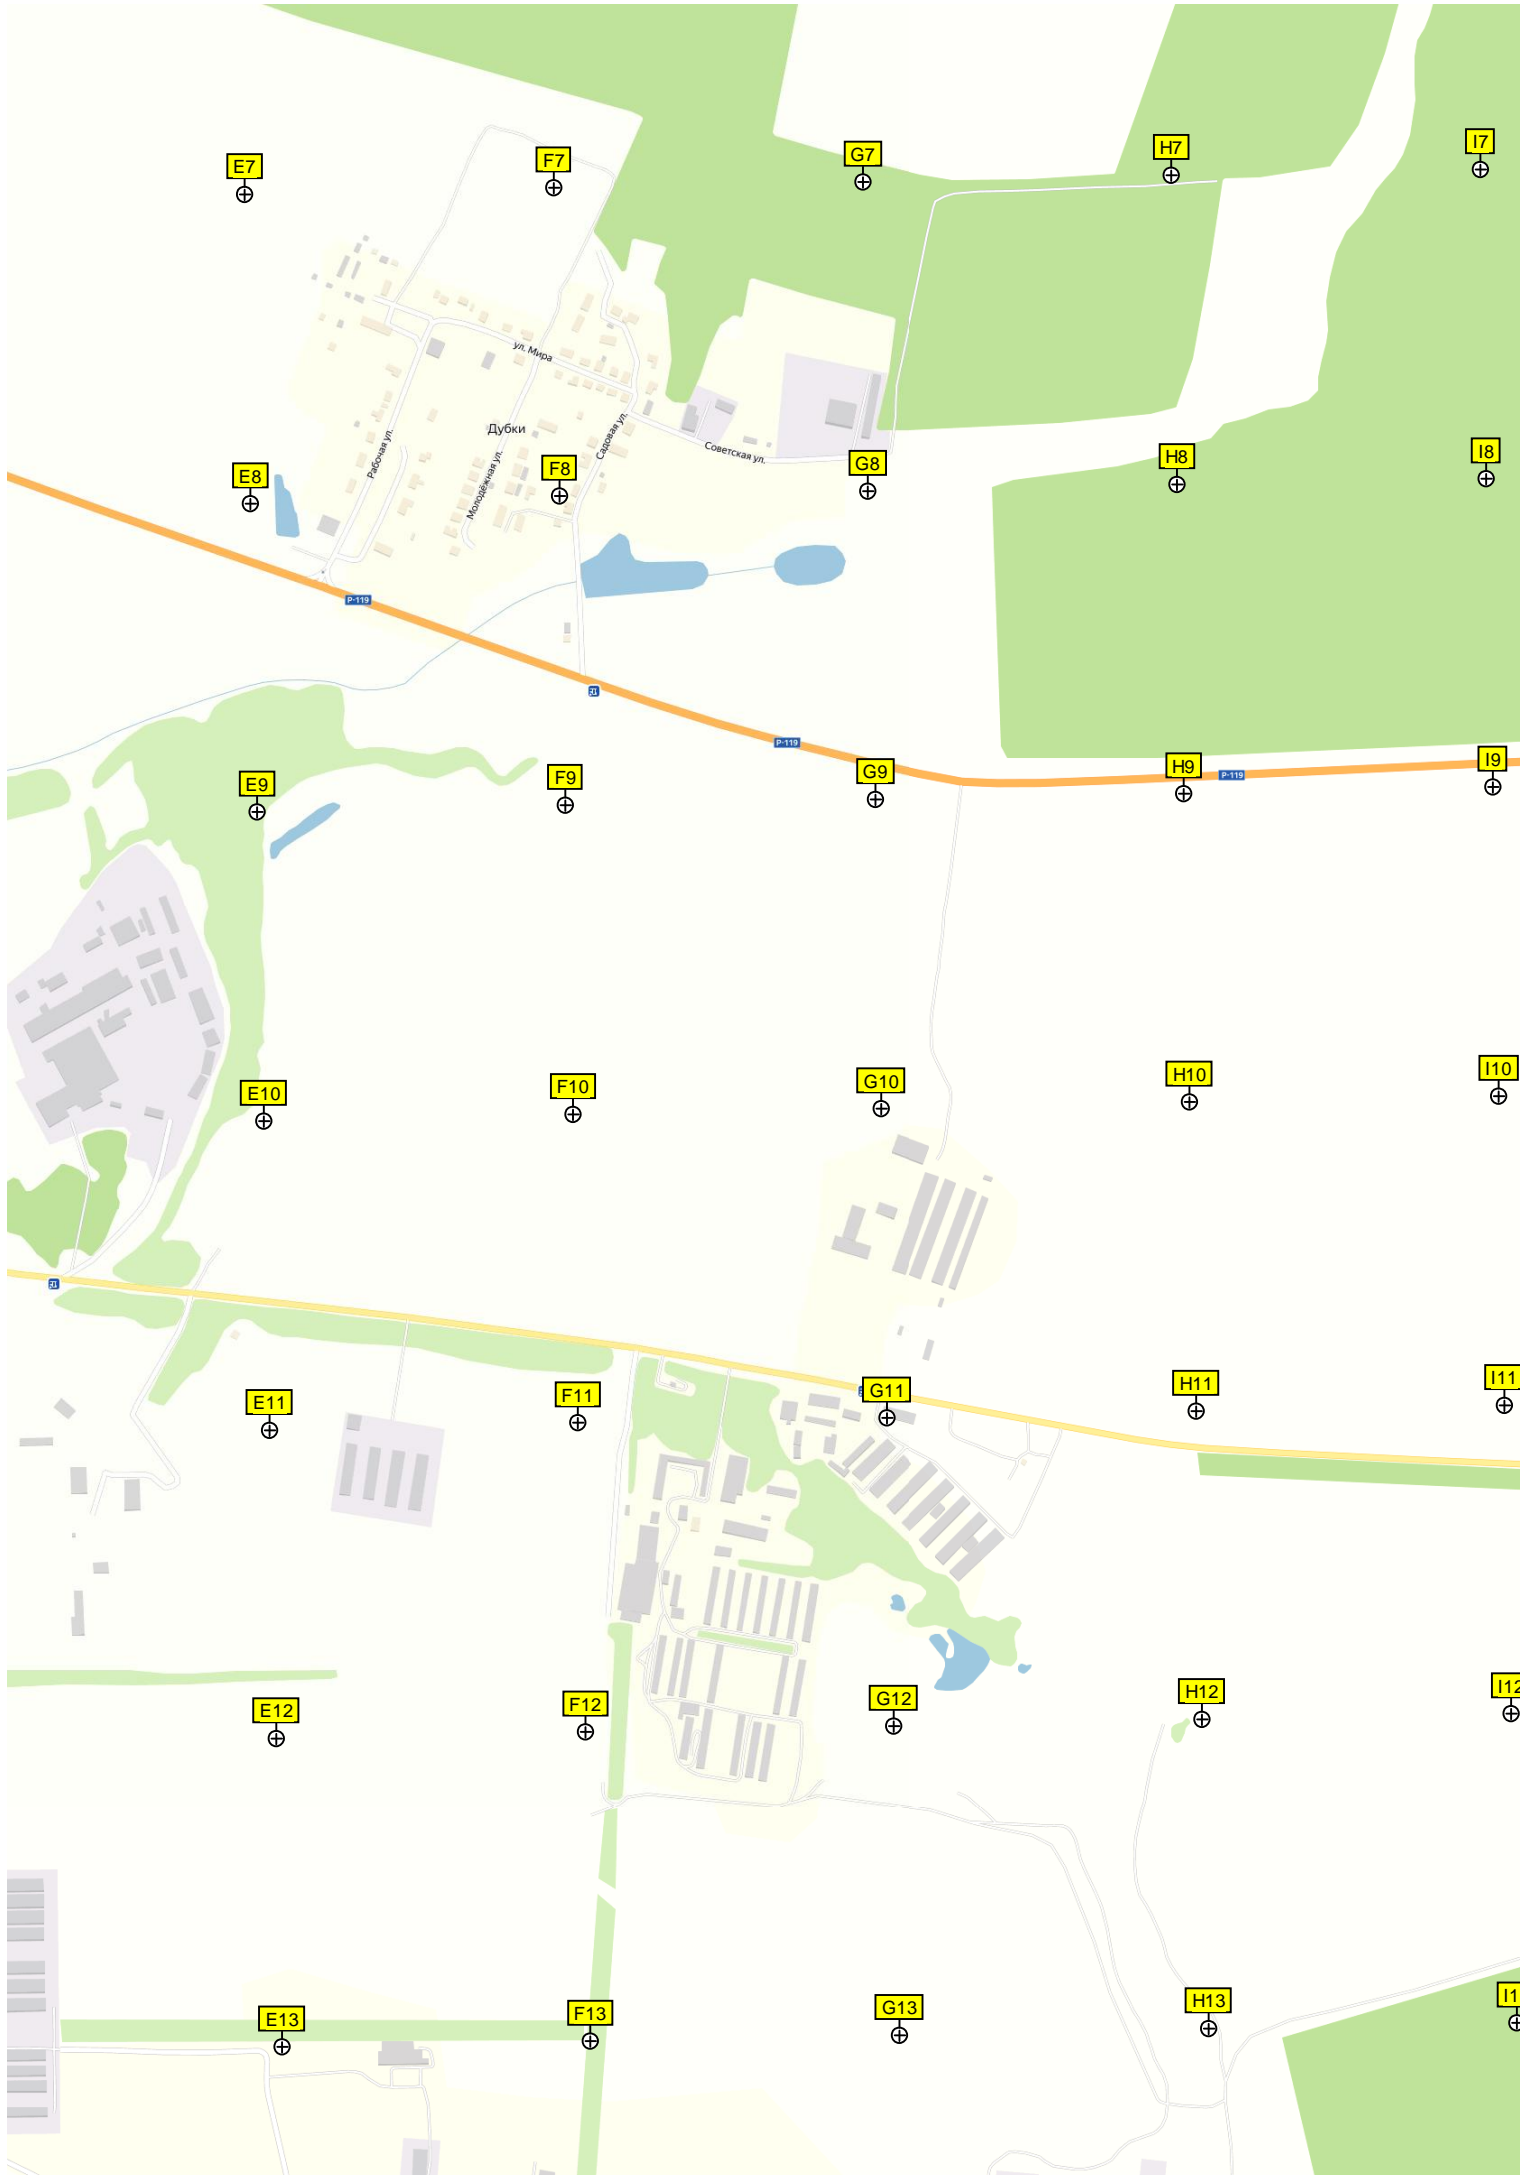 E7
F7
G7
H7
I7
ул. Мира
Дубки
Рабочая ул.
Молодёжная ул.
Садовая ул.
Советская ул.
E8
F8
G8
H8
I8
Р-119
Р-119
E9
F9
G9
H9
Р-119
I9
E10
F10
G10
H10
I10
E11
F11
G11
H11
I11
E12
F12
G12
H12
I12
E13
F13
G13
H13
I1